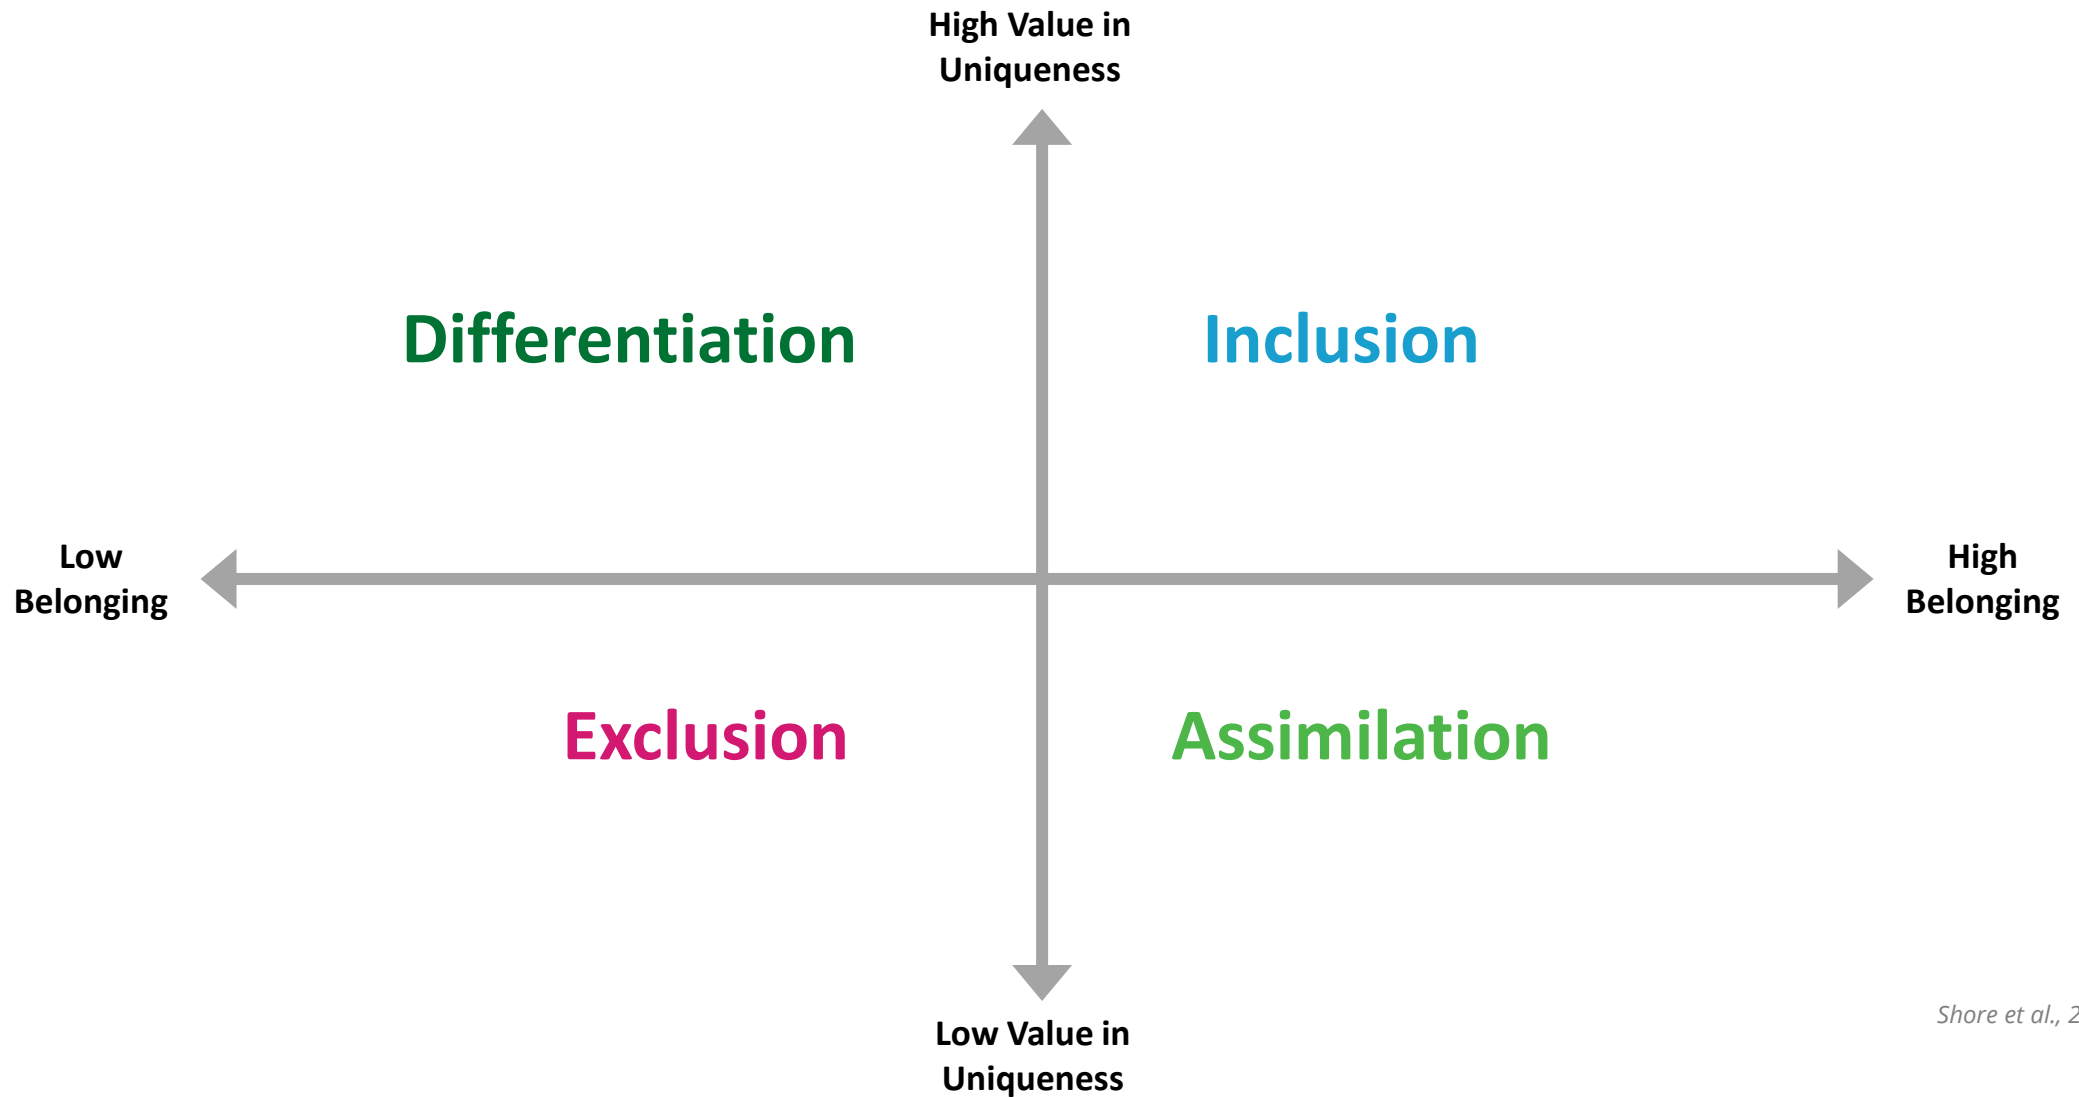 High Value in
Uniqueness
Differentiation
Inclusion
Low
Belonging
High
Belonging
Exclusion
Assimilation
Shore et al., 2
Low Value in
Uniqueness